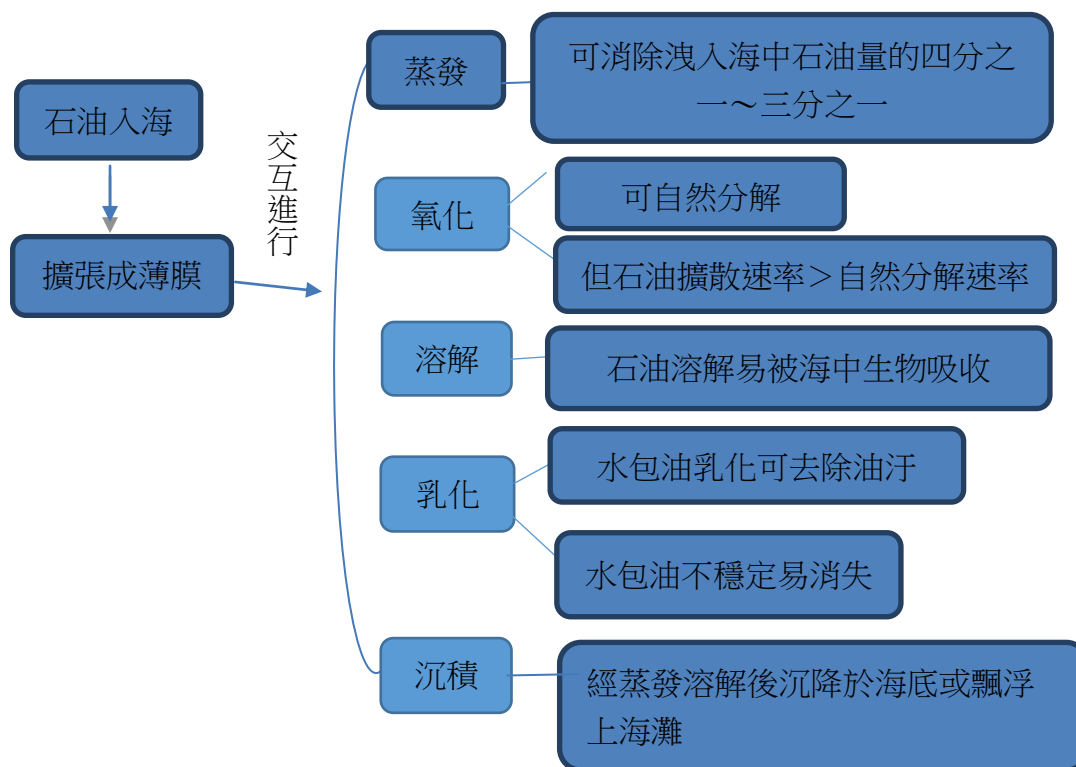 石油入海
擴張成薄膜
交互進行
蒸發
可消除洩入海中石油量的四分之
一～三分之一
氧化
可自然分解
但石油擴散速率＞自然分解速率
溶解
石油溶解易被海中生物吸收
乳化
水包油乳化可去除油汙
水包油不穩定易消失
沉積
經蒸發溶解後沉降於海底或飄浮
上海灘